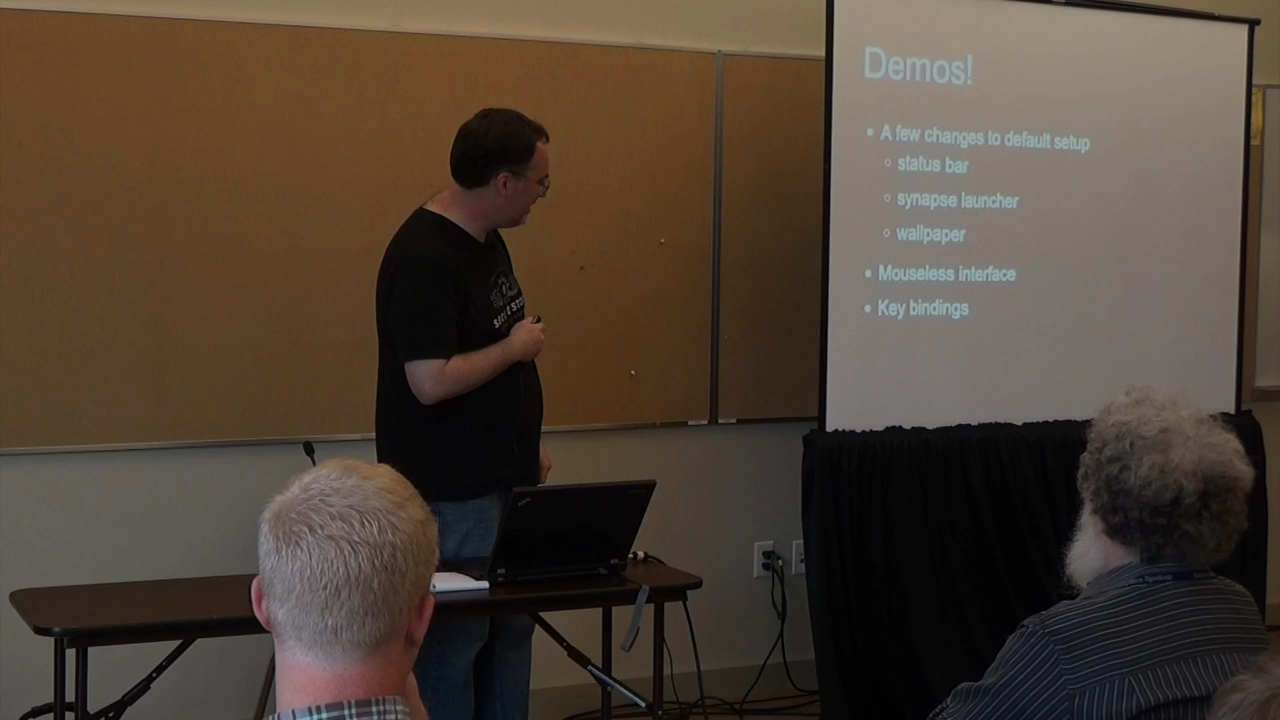 Demos!
• A few changes to default setup
○ status bar
○ synapse launcher
○ wallpaper
• Mouseless interface
• Key bindings